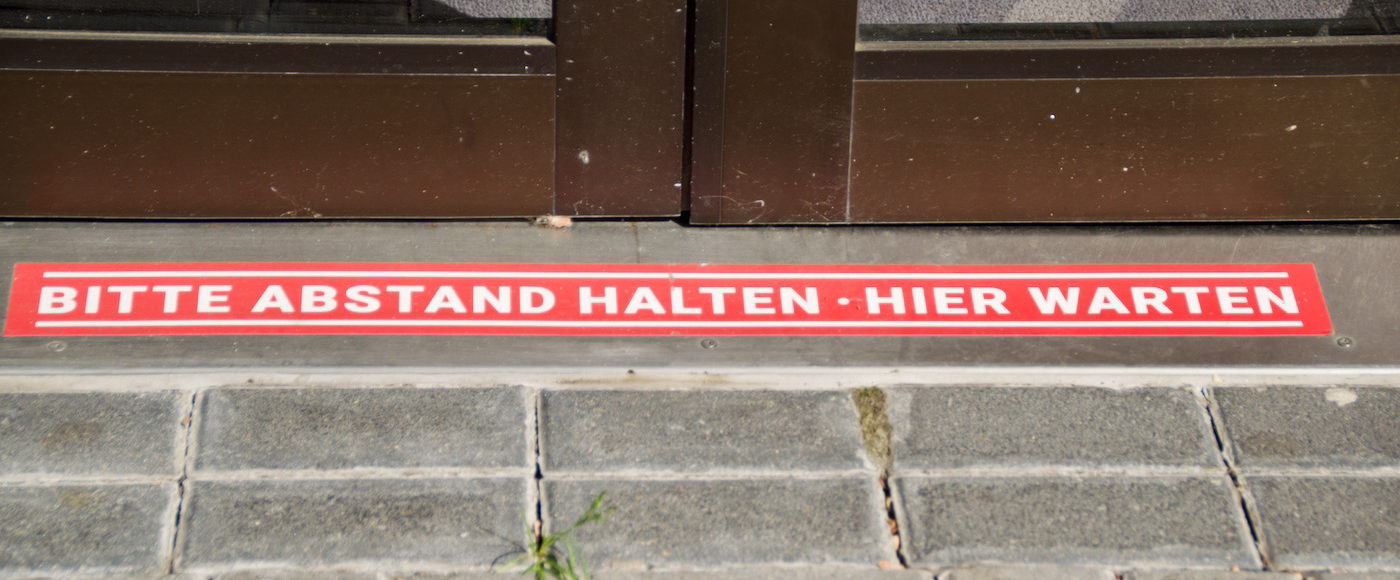 BITTE ABSTAND HALTEN · HIER WARTEN